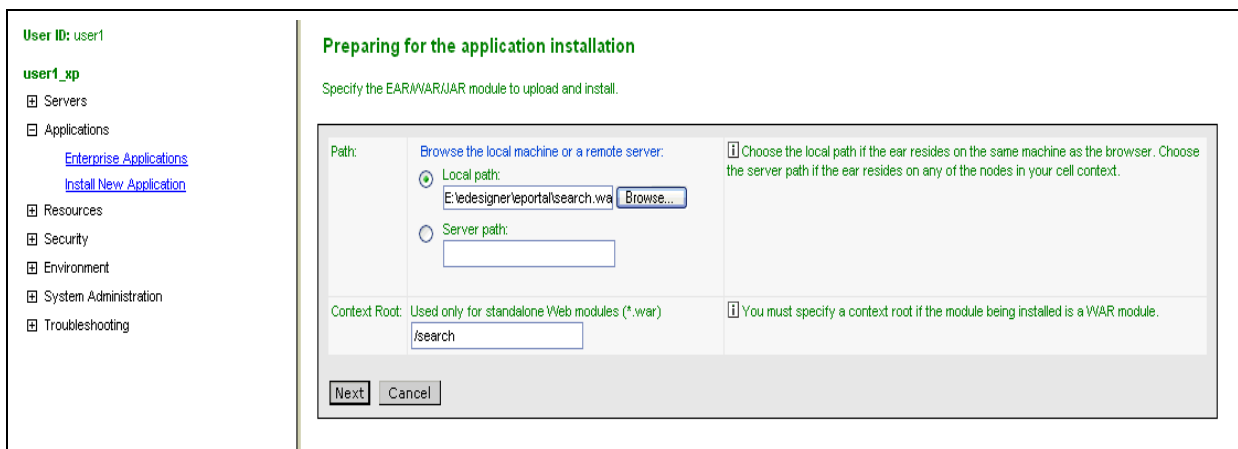 User ID: user1
user1_xp
Servers
Applications
Enterprise Applications
Install New Application
Resources
Security
Environment
System Administration
Troubleshooting
Preparing for the application installation
Specify the EAR/WAR/JAR module to upload and install.
Path:
Browse the local machine or a remote server:
Local path:
E:\edesigner\eportal\search.wa
Browse...
Server path:
i Choose the local path if the ear resides on the same machine as the browser. Choose
the server path if the ear resides on any of the nodes in your cell context.
Context Root:
Used only for standalone Web modules (*.war)
/search
i You must specify a context root if the module being installed is a WAR module.
Next
Cancel